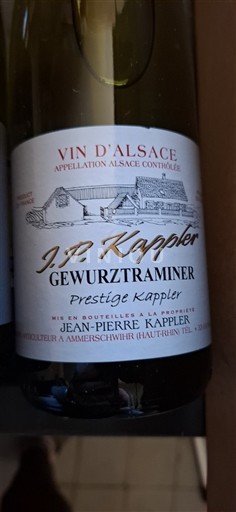 VIN D'ALSACE
APPELLATION ALSACE CONTRÔLÉE
J.P. Kappler
GEWURZTRAMINER
Prestige Kappler
MIS EN BOUTEILLES A LA PROPRIÉTÉ
JEAN-PIERRE KAPPLER
VITICULTEUR A AMMERSCHWIHR (HAUT-RHIN) TÉL.